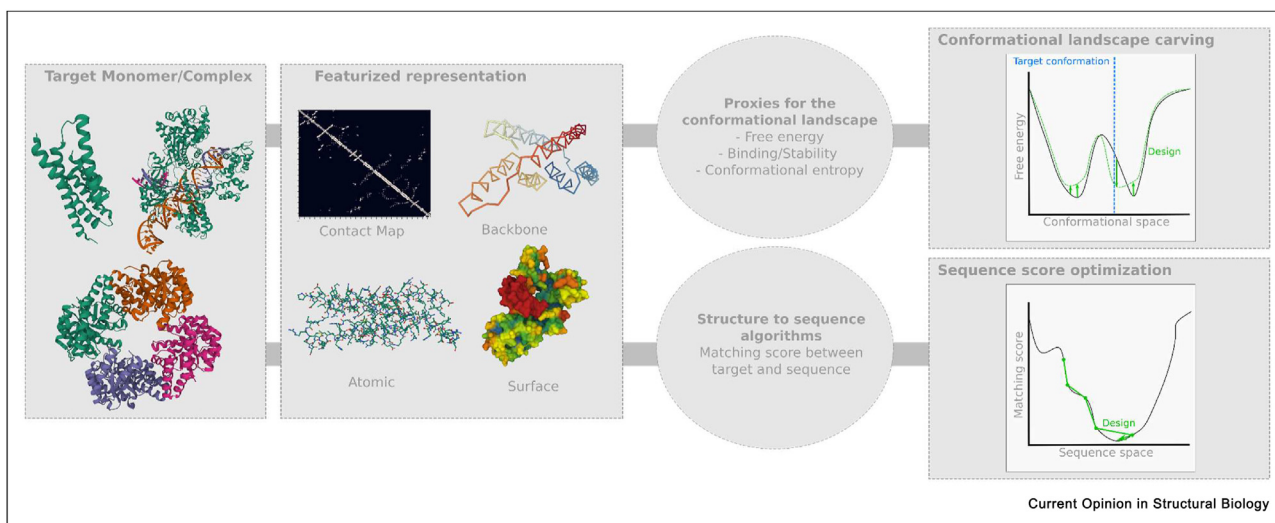 Target Monomer/Complex
Featurized representation
Contact Map
Backbone
Atomic
Surface
Proxies for the
conformational landscape
- Free energy
- Binding/Stability
- Conformational entropy
Structure to sequence
algorithms
Matching score between
target and sequence
Conformational landscape carving
Target conformation
Free energy
Design
Conformational space
Sequence score optimization
Matching score
Design
Sequence space
Current Opinion in Structural Biology